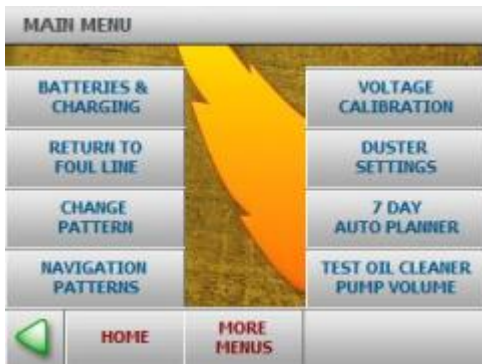 MAIN MENU
BATTERIES &
CHARGING
VOLTAGE
CALIBRATION
RETURN TO
FOUL LINE
DUSTER
SETTINGS
CHANGE
PATTERN
7 DAY
AUTO PLANNER
NAVIGATION
PATTERNS
TEST OIL CLEANER
PUMP VOLUME
HOME
MORE
MENUS